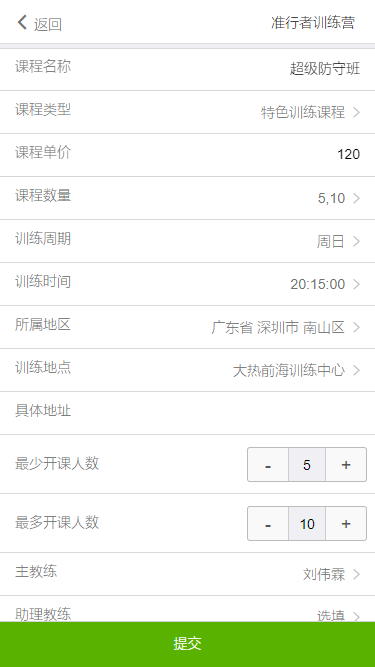 返回 准行者训练营
课程名称 超级防守班
课程类型 特色训练课程
课程单价 120
课程数量 5,10
训练周期 周日
训练时间 20:15:00
所属地区 广东省 深圳市 南山区
训练地点 大热前海训练中心
具体地址
最少开课人数 - 5 +
最多开课人数 - 10 +
主教练 刘伟霖
助理教练 选填
提交